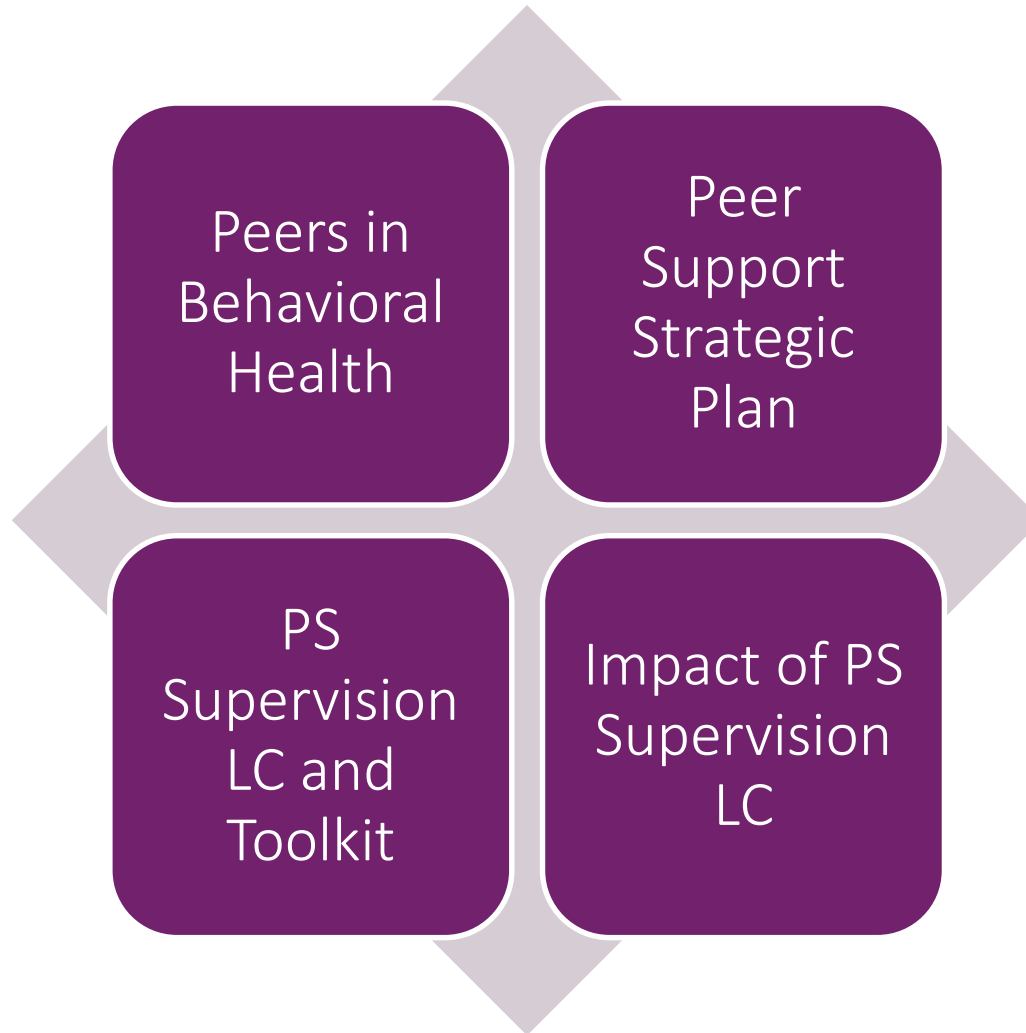 Peers in
Behavioral
Health
Peer
Support
Strategic
Plan
PS
Supervision
LC and
Toolkit
Impact of PS
Supervision
LC